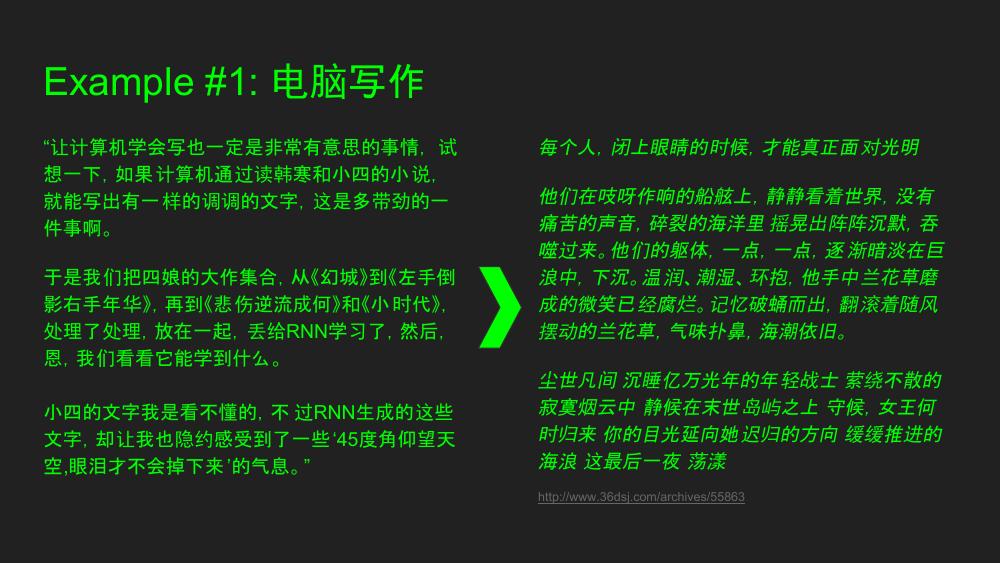 Example #1: 电脑写作
“让计算机学会写也一定是非常有意思的事情，试
想一下，如果计算机通过读韩寒和小四的小说，
就能写出有一样的调调的文字，这是多带劲的一
件事啊。
于是我们把四娘的大作集合，从《幻城》到《左手倒
影右手年华》，再到《悲伤逆流成何》和《小时代》，
处理了处理，放在一起，丢给RNN学习了，然后，
恩，我们看看它能学到什么。
小四的文字我是看不懂的，不过RNN生成的这些
文字，却让我也隐约感受到了一些‘45度角仰望天
空,眼泪才不会掉下来’的气息。”
每个人，闭上眼睛的时候，才能真正面对光明
他们在吱呀作响的船舷上，静静看着世界，没有
痛苦的声音，碎裂的海洋里摇晃出阵阵沉默，吞
噬过来。他们的躯体，一点，一点，逐渐暗淡在巨
浪中，下沉。温润、潮湿、环抱，他手中兰花草磨
成的微笑已经腐烂。记忆破蛹而出，翻滚着随风
摆动的兰花草，气味扑鼻，海潮依旧。
尘世凡间 沉睡亿万光年的年轻战士 萦绕不散的
寂寞烟云中 静候在末世岛屿之上 守候，女王何
时归来 你的目光延向她迟归的方向 缓缓推进的
海浪 这最后一夜 荡漾
http://www.36dsj.com/archives/55863